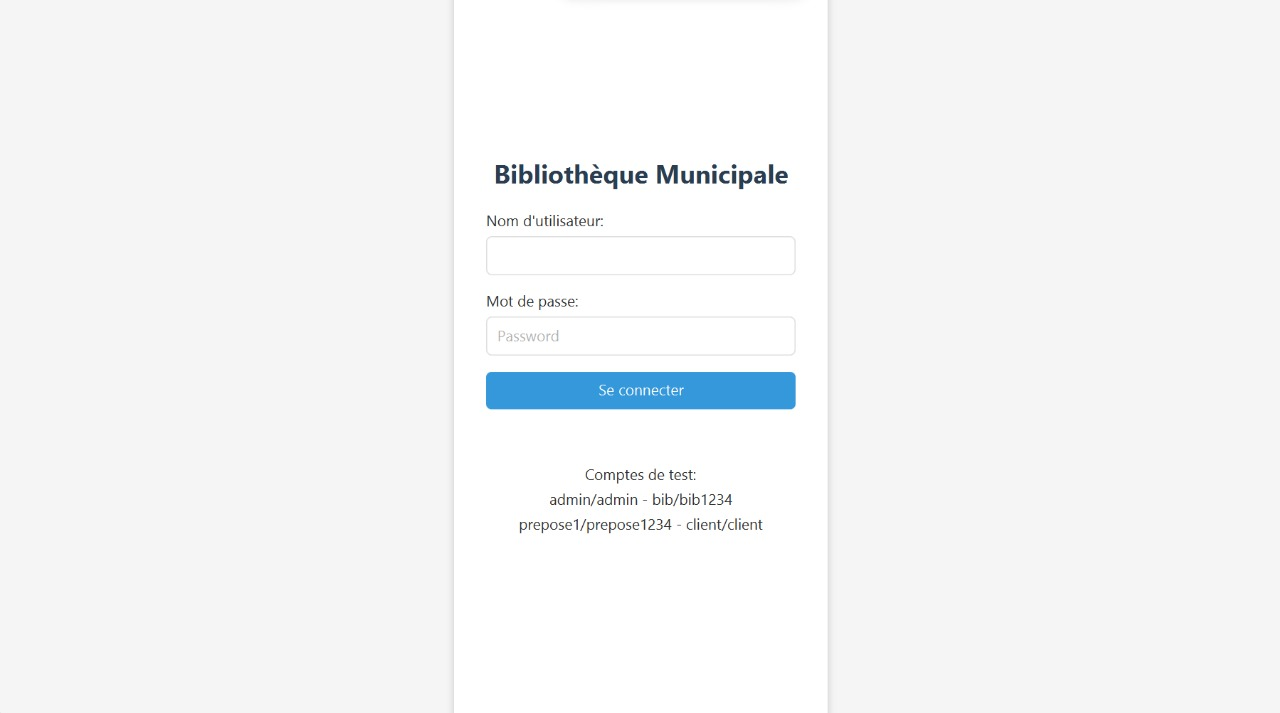 Bibliothèque Municipale
Nom d'utilisateur:
Mot de passe:
Password
Se connecter
Comptes de test:
admin/admin - bib/bib1234
prepose1/prepose1234 - client/client